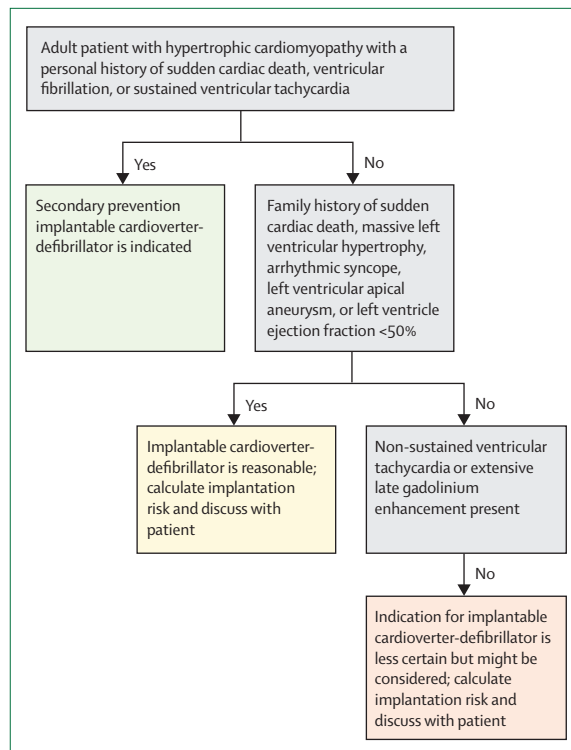 Adult patient with hypertrophic cardiomyopathy with a
personal history of sudden cardiac death, ventricular
fibrillation, or sustained ventricular tachycardia
Yes
No
Secondary prevention
implantable cardioverter-
defibrillator is indicated
Family history of sudden
cardiac death, massive left
ventricular hypertrophy,
arrhythmic syncope,
left ventricular apical
aneurysm, or left ventricle
ejection fraction <50%
Yes
No
Implantable cardioverter-
defibrillator is reasonable;
calculate implantation
risk and discuss with
patient
Non-sustained ventricular
tachycardia or extensive
late gadolinium
enhancement present
No
Indication for implantable
cardioverter-defibrillator is
less certain but might be
considered; calculate
implantation risk and
discuss with patient